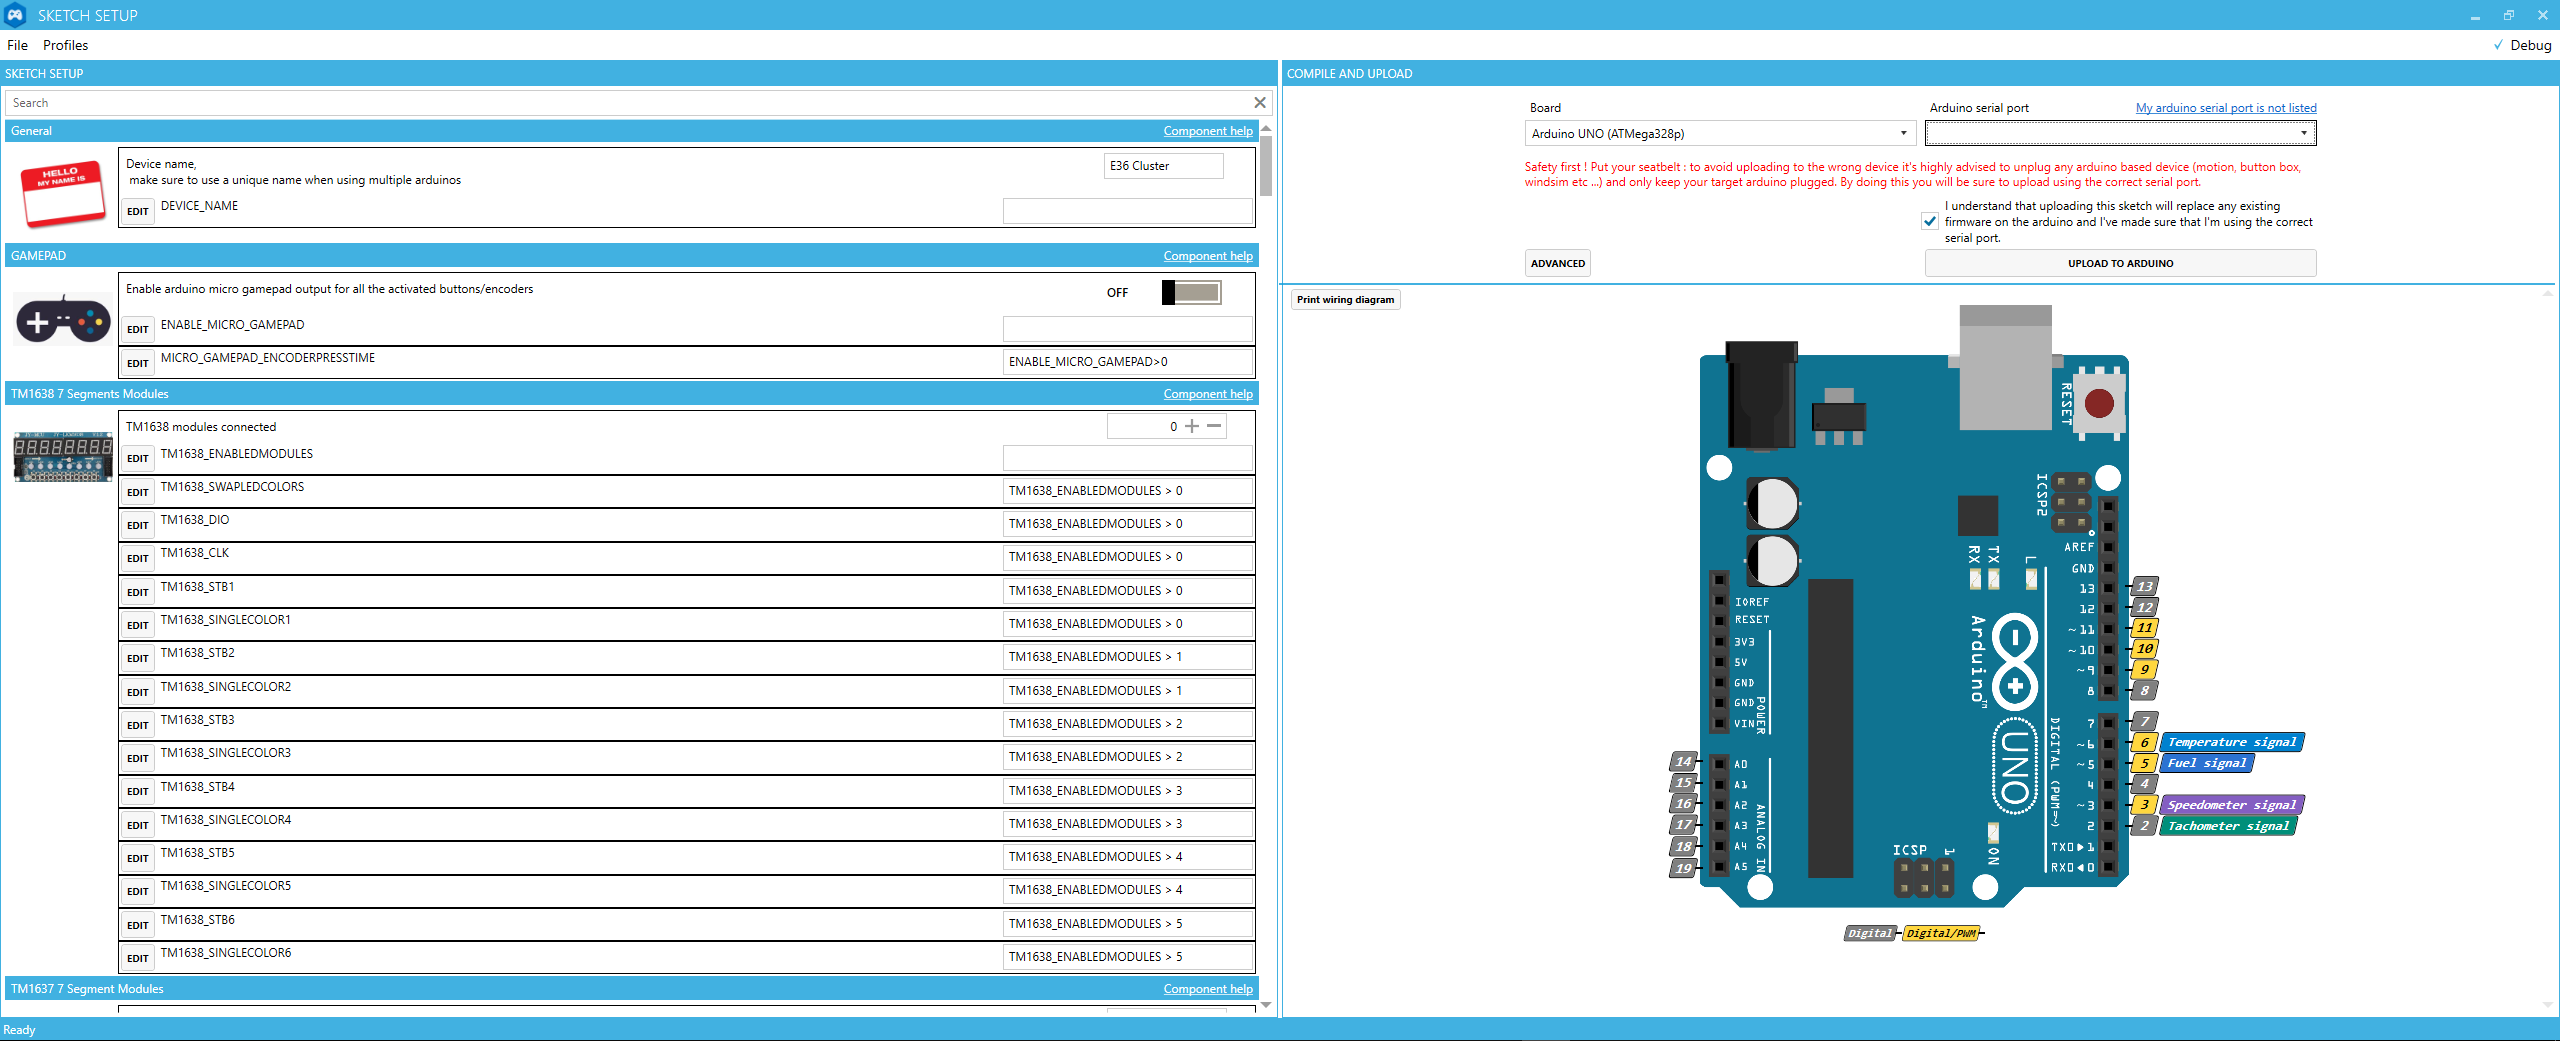 SKETCH SETUP
File Profiles
Debug
SKETCH SETUP
Search
General Component help
HELLO
MY NAME IS
Device name,
make sure to use a unique name when using multiple arduinos
E36 Cluster
EDIT DEVICE_NAME
GAMEPAD Component help
Enable arduino micro gamepad output for all the activated buttons/encoders OFF
EDIT ENABLE_MICRO_GAMEPAD
EDIT MICRO_GAMEPAD_ENCODERPRESSTIME ENABLE_MICRO_GAMEPAD>0
TM1638 7 Segments Modules Component help
TM1638 modules connected 0
EDIT TM1638_ENABLEDMODULES
EDIT TM1638_SWAPLEDCOLORS TM1638_ENABLEDMODULES > 0
EDIT TM1638_DIO TM1638_ENABLEDMODULES > 0
EDIT TM1638_CLK TM1638_ENABLEDMODULES > 0
EDIT TM1638_STB1 TM1638_ENABLEDMODULES > 0
EDIT TM1638_SINGLECOLOR1 TM1638_ENABLEDMODULES > 0
EDIT TM1638_STB2 TM1638_ENABLEDMODULES > 1
EDIT TM1638_SINGLECOLOR2 TM1638_ENABLEDMODULES > 1
EDIT TM1638_STB3 TM1638_ENABLEDMODULES > 2
EDIT TM1638_SINGLECOLOR3 TM1638_ENABLEDMODULES > 2
EDIT TM1638_STB4 TM1638_ENABLEDMODULES > 3
EDIT TM1638_SINGLECOLOR4 TM1638_ENABLEDMODULES > 3
EDIT TM1638_STB5 TM1638_ENABLEDMODULES > 4
EDIT TM1638_SINGLECOLOR5 TM1638_ENABLEDMODULES > 4
EDIT TM1638_STB6 TM1638_ENABLEDMODULES > 5
EDIT TM1638_SINGLECOLOR6 TM1638_ENABLEDMODULES > 5
TM1637 7 Segment Modules Component help
COMPILE AND UPLOAD
Board
Arduino UNO (ATMega328p)
Arduino serial port My arduino serial port is not listed
Safety first ! Put your seatbelt : to avoid uploading to the wrong device it's highly advised to unplug any arduino based device (motion, button box,
windsim etc ...) and only keep your target arduino plugged. By doing this you will be sure to upload using the correct serial port.
I understand that uploading this sketch will replace any existing
firmware on the arduino and I've made sure that I'm using the correct
serial port.
ADVANCED UPLOAD TO ARDUINO
Print wiring diagram
RESET
ICSP2
RX TX L
AREF
GND
13 13
12 12
~11 11
~10 10
~9 9
8 8
7 7
~6 6 Temperature signal
~5 5 Fuel signal
4 4
~3 3 Speedometer signal
2 2 Tachometer signal
TX0 1
RX0 0
DIGITAL (PWM=~)
Arduino™
UNO
IOREF
RESET
3V3
5V
GND
GND
VIN
POWER
14 A0
15 A1
16 A2
17 A3
18 A4
19 A5
ANALOG IN
ICSP 1
ON
Digital Digital/PWM
Ready